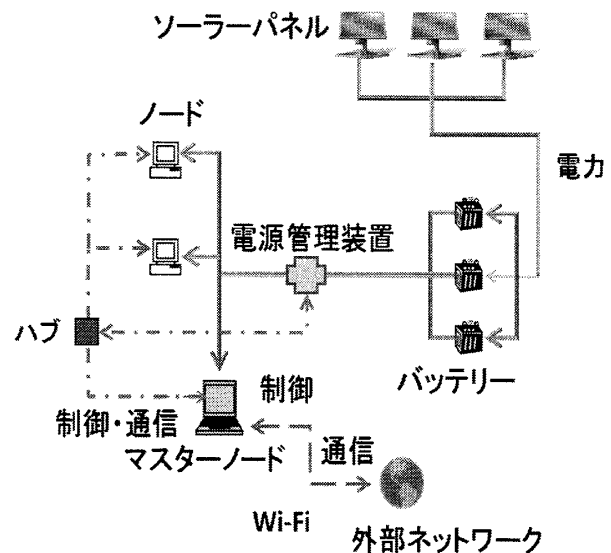 ソーラーパネル
ノード
電力
電源管理装置
ハブ
バッテリー
制御
制御・通信
マスターノード
通信
Wi-Fi
外部ネットワーク